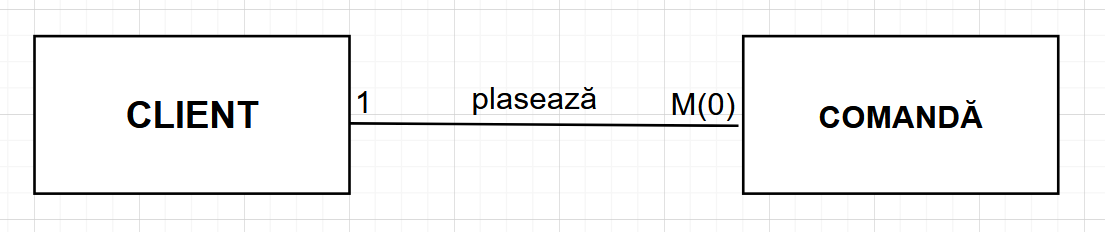 CLIENT
1
plasează
M(0)
COMANDĂ